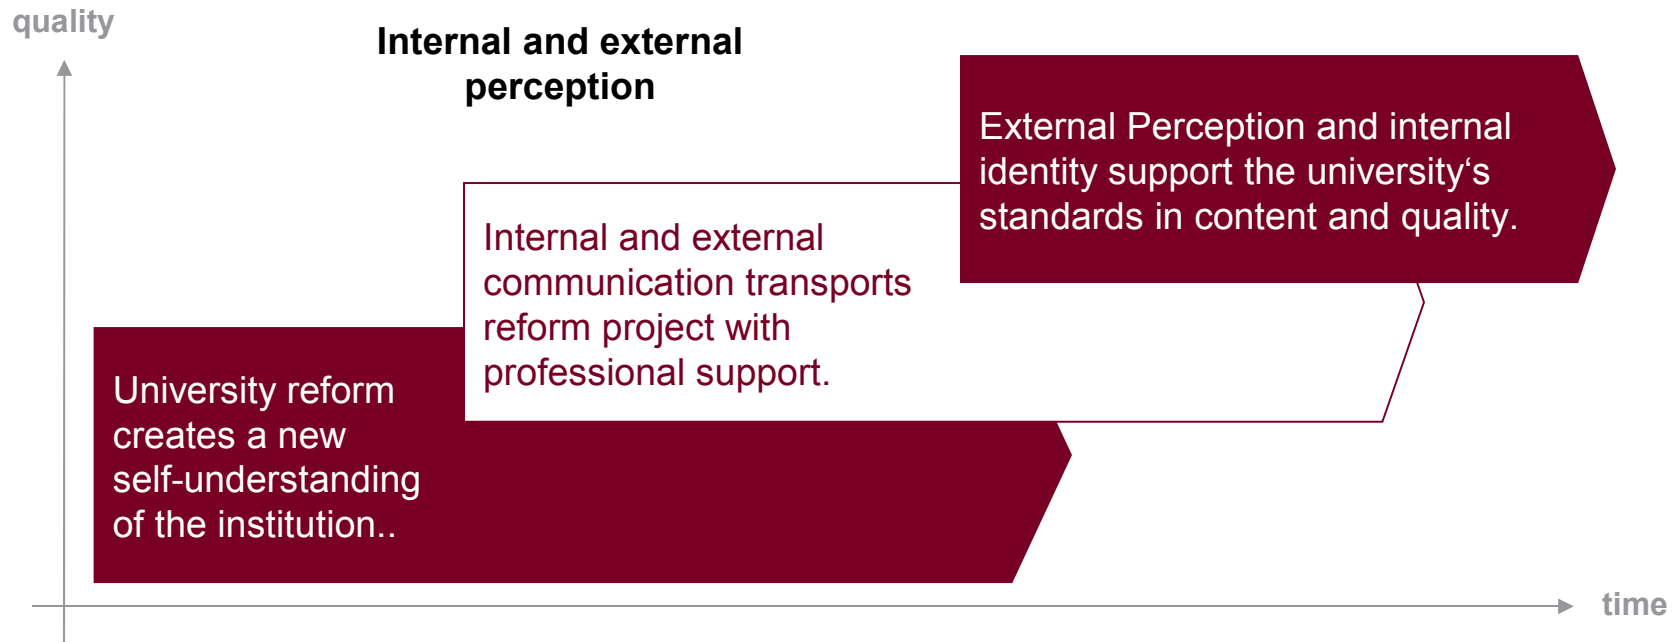 quality
Internal and external
perception
External Perception and internal
identity support the university‘s
standards in content and quality.
Internal and external
communication transports
reform project with
professional support.
University reform
creates a new
self-understanding
of the institution..
time